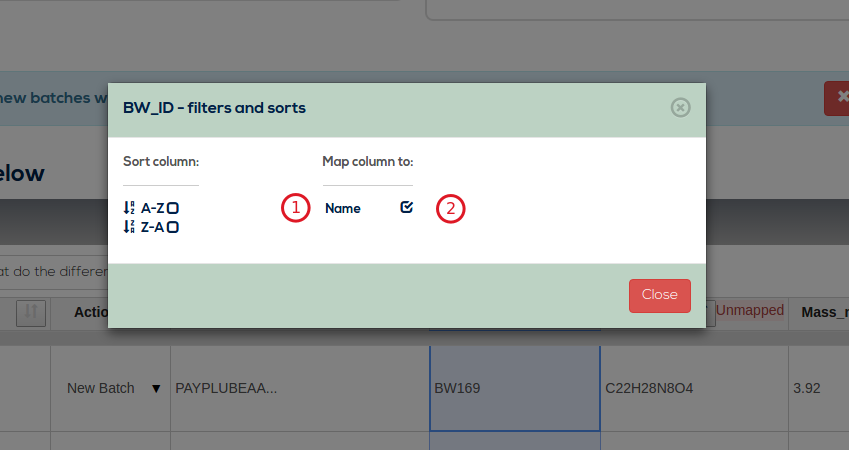 new batches w
BW_ID - filters and sorts
Sort column:
Map column to:
elow
A-Z
1
Name
2
Z-A
at do the differen
Close
Actio
Unmapped
Mass_r
New Batch
PAYPLUBEAA...
BW169
C22H28N8O4
3.92